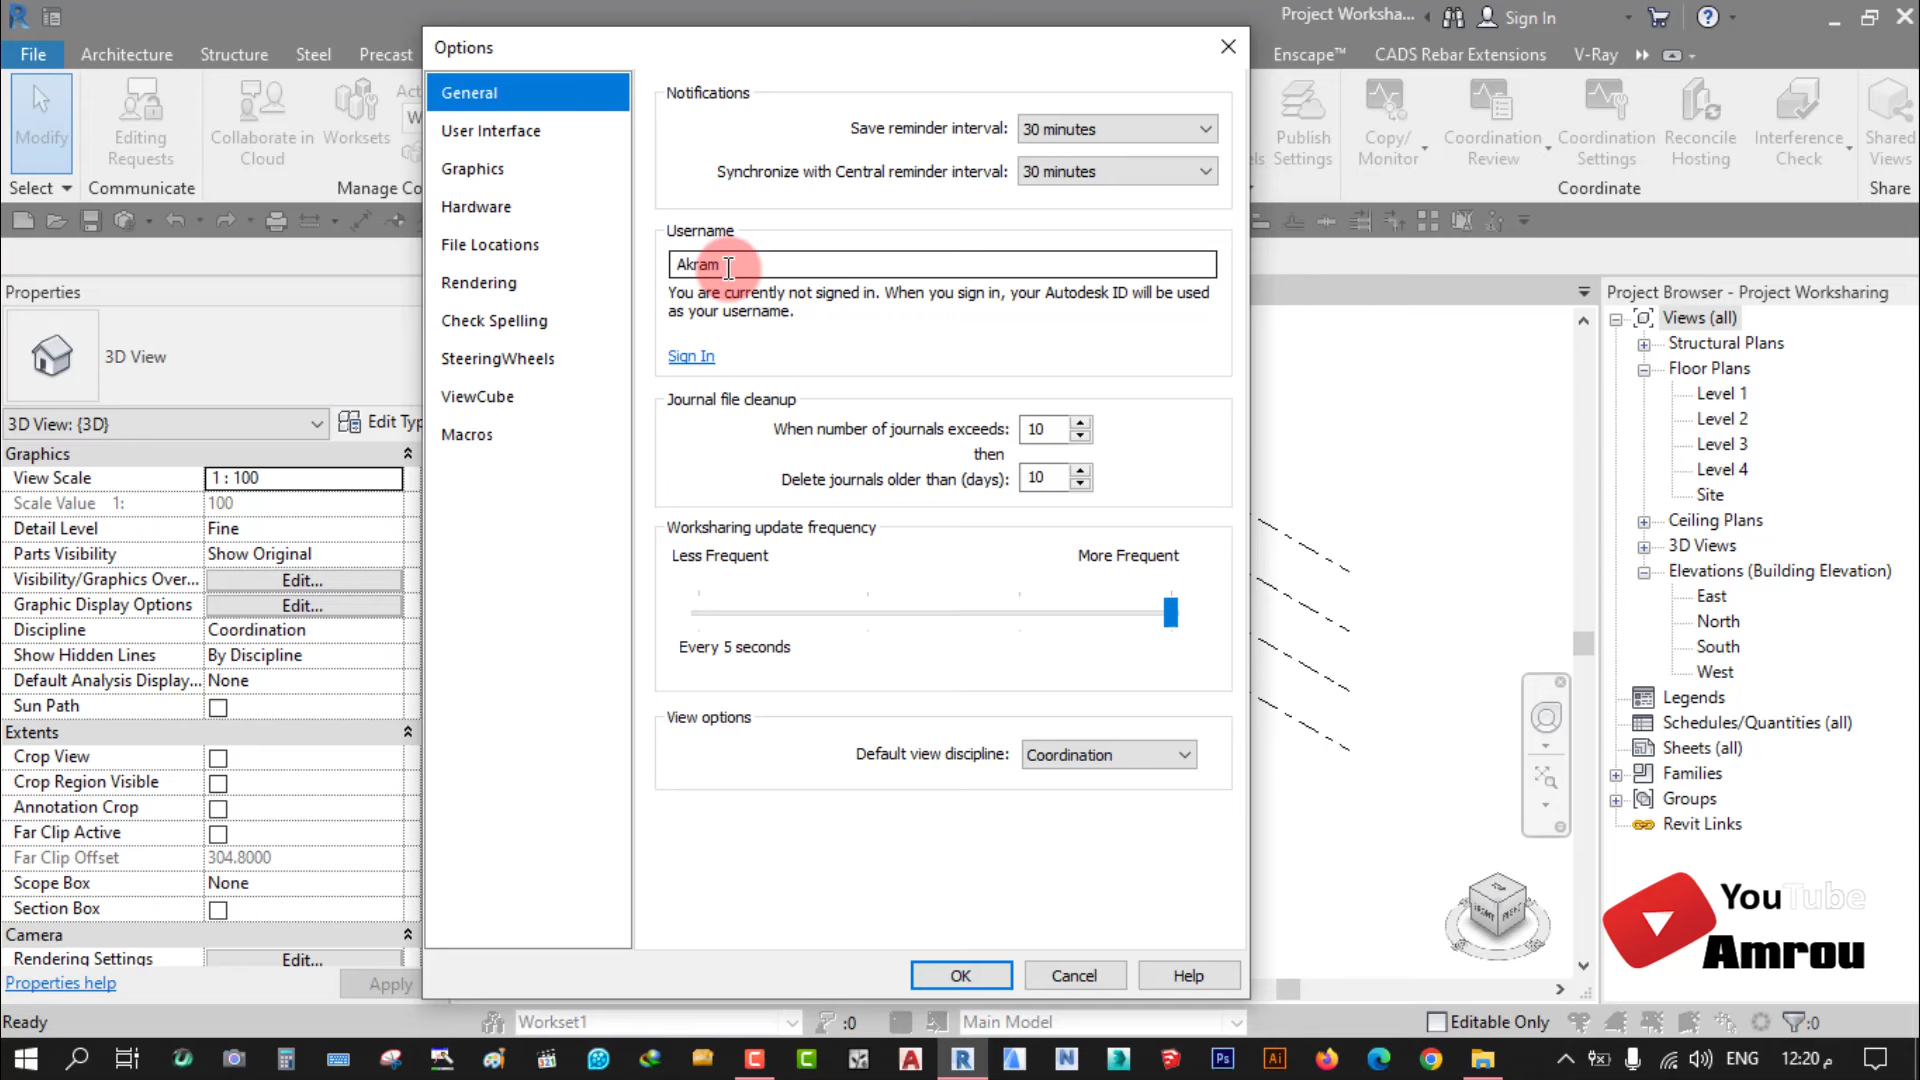 Project Worksha...
Sign In
File
Architecture
Structure
Steel
Precast
Enscape™
CADS Rebar Extensions
V-Ray
Modify
Editing
Requests
Collaborate in
Cloud
Worksets
Act
W
Publish
Settings
Copy/
Monitor
Coordination
Review
Coordination
Settings
Reconcile
Hosting
Interference
Check
Shared
Views
Select
Communicate
Manage Co
Coordinate
Share
Options
General
User Interface
Graphics
Hardware
File Locations
Rendering
Check Spelling
SteeringWheels
ViewCube
Macros
Notifications
Save reminder interval: 30 minutes
Synchronize with Central reminder interval: 30 minutes
Username
Akram
You are currently not signed in. When you sign in, your Autodesk ID will be used
as your username.
Sign In
Journal file cleanup
When number of journals exceeds: 10
then
Delete journals older than (days): 10
Worksharing update frequency
Less Frequent
More Frequent
Every 5 seconds
View options
Default view discipline: Coordination
OK
Cancel
Help
Properties
3D View
3D View: {3D}
Edit Typ
Graphics
View Scale 1 : 100
Scale Value 1: 100
Detail Level Fine
Parts Visibility Show Original
Visibility/Graphics Over... Edit...
Graphic Display Options Edit...
Discipline Coordination
Show Hidden Lines By Discipline
Default Analysis Display... None
Sun Path
Extents
Crop View
Crop Region Visible
Annotation Crop
Far Clip Active
Far Clip Offset 304.8000
Scope Box None
Section Box
Camera
Rendering Settings Edit...
Properties help
Apply
Project Browser - Project Worksharing
Views (all)
Structural Plans
Floor Plans
Level 1
Level 2
Level 3
Level 4
Site
Ceiling Plans
3D Views
Elevations (Building Elevation)
East
North
South
West
Legends
Schedules/Quantities (all)
Sheets (all)
Families
Groups
Revit Links
TOP
FRONT
RIGHT
YouTube
Amrou
Ready
Workset1
:0
Main Model
Editable Only
:0
ENG
12:20 م